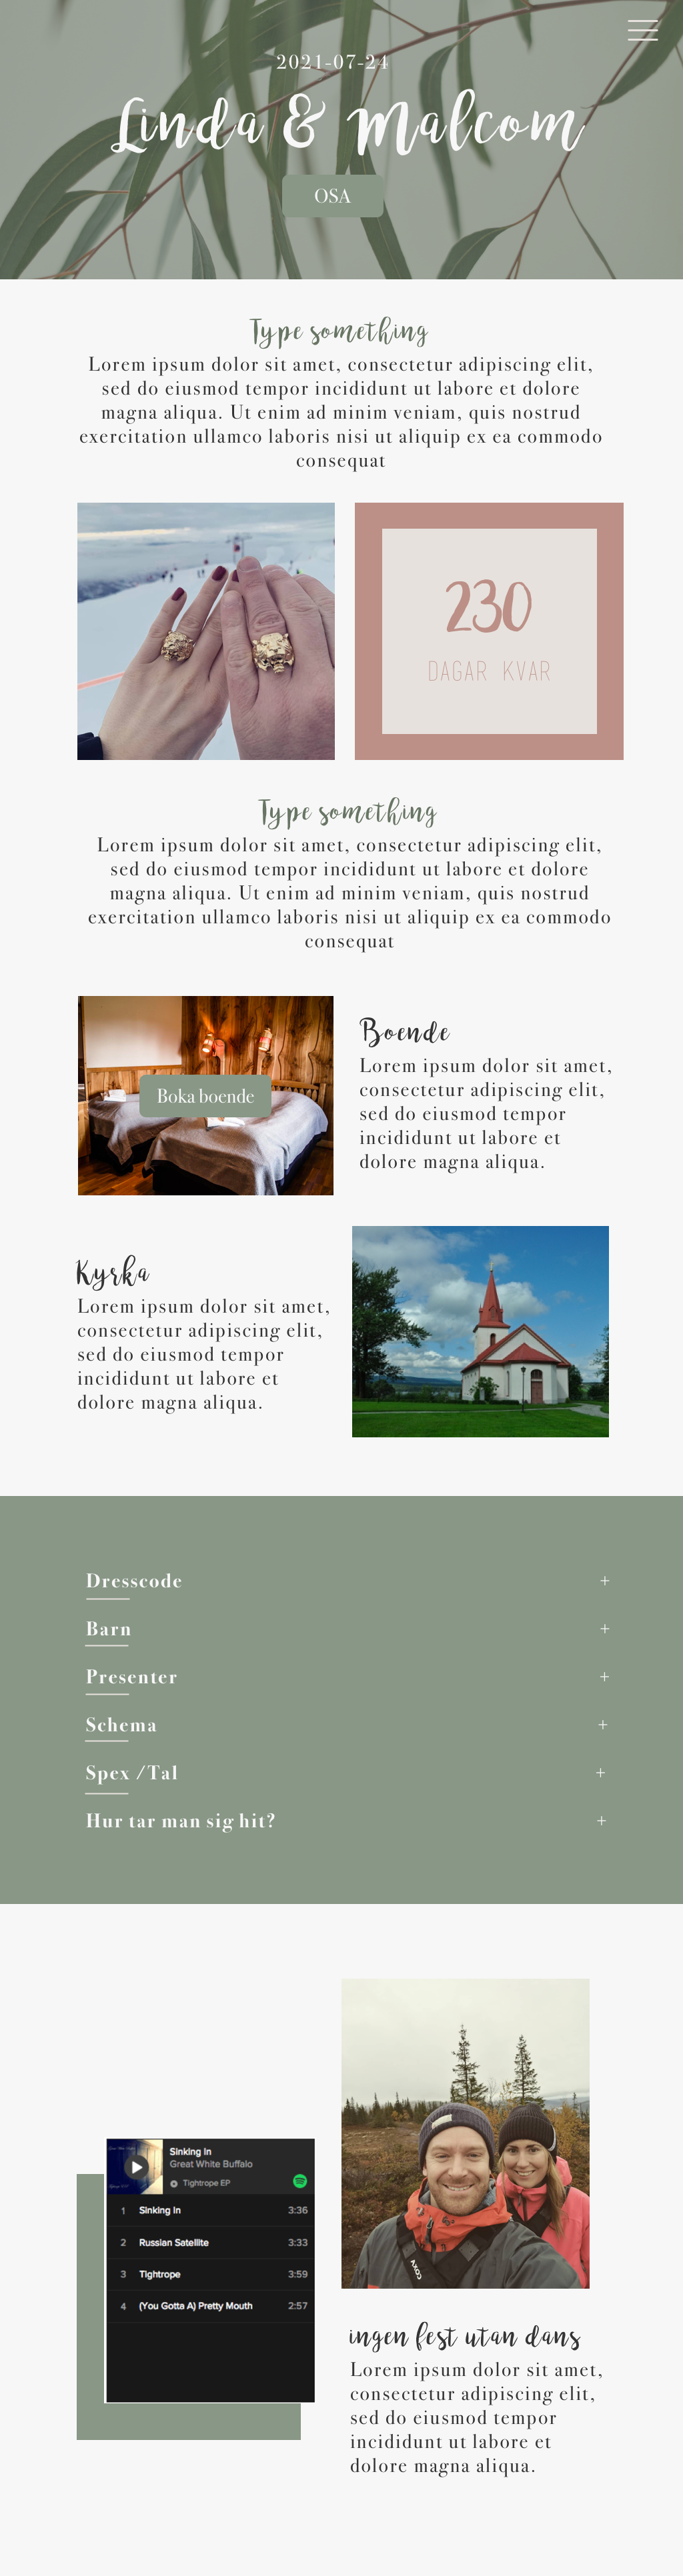 2021-07-24
Linda & Malcom
OSA
Type something
Lorem ipsum dolor sit amet, consectetur adipiscing elit,
sed do eiusmod tempor incididunt ut labore et dolore
magna aliqua. Ut enim ad minim veniam, quis nostrud
exercitation ullamco laboris nisi ut aliquip ex ea commodo
consequat
230
DAGAR KVAR
Type something
Lorem ipsum dolor sit amet, consectetur adipiscing elit,
sed do eiusmod tempor incididunt ut labore et dolore
magna aliqua. Ut enim ad minim veniam, quis nostrud
exercitation ullamco laboris nisi ut aliquip ex ea commodo
consequat
Boka boende
Boende
Lorem ipsum dolor sit amet,
consectetur adipiscing elit,
sed do eiusmod tempor
incididunt ut labore et
dolore magna aliqua.
Kyrka
Lorem ipsum dolor sit amet,
consectetur adipiscing elit,
sed do eiusmod tempor
incididunt ut labore et
dolore magna aliqua.
Dresscode +
Barn +
Presenter +
Schema +
Spex /Tal +
Hur tar man sig hit? +
Sinking In
Great White Buffalo
Tightrope EP
1 Sinking In 3:36
2 Russian Satellite 3:33
3 Tightrope 3:59
4 (You Gotta A) Pretty Mouth 2:57
ingen fest utan dans
Lorem ipsum dolor sit amet,
consectetur adipiscing elit,
sed do eiusmod tempor
incididunt ut labore et
dolore magna aliqua.